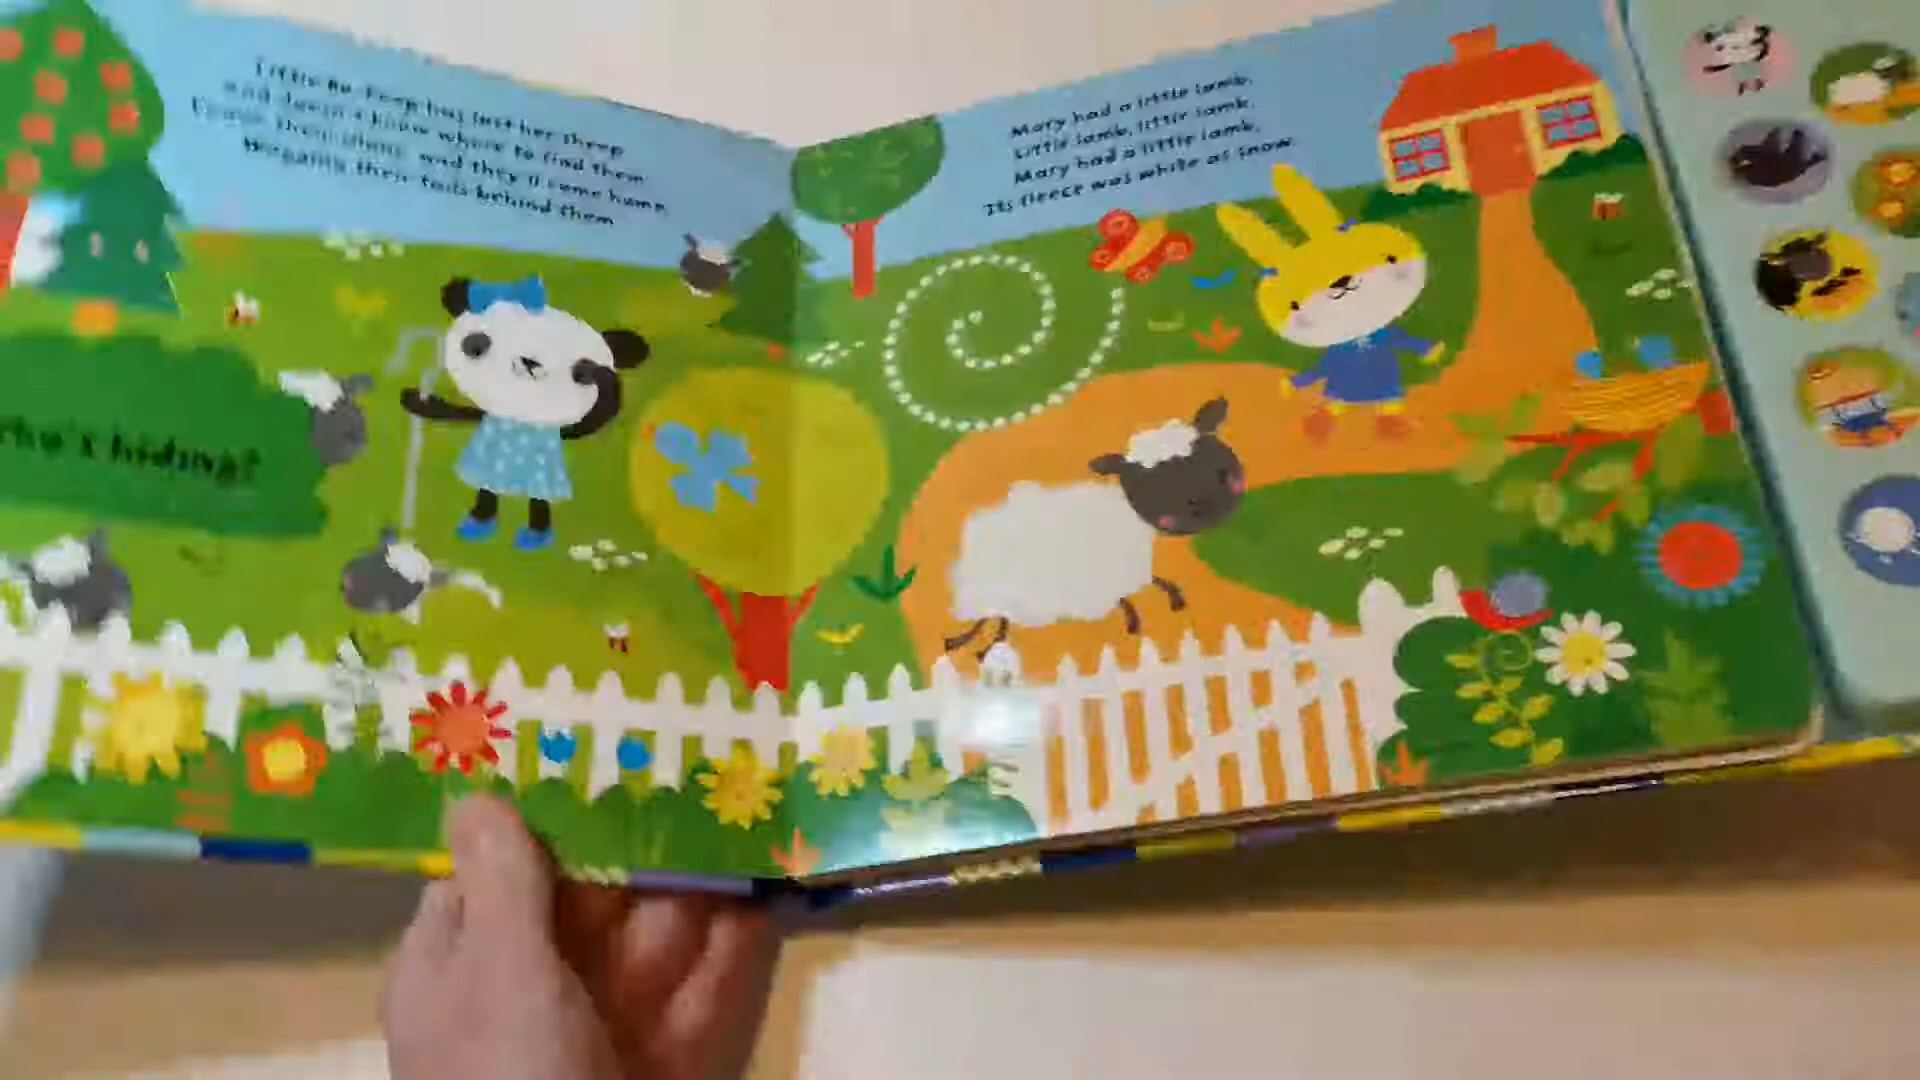 Little Bo-Peep has lost her sheep
and doesn't know where to find them.
Leave them alone, and they'll come home,
Wagging their tails behind them.
Who's hiding?
Mary had a little lamb,
Little lamb, little lamb,
Mary had a little lamb,
Its fleece was white as snow.